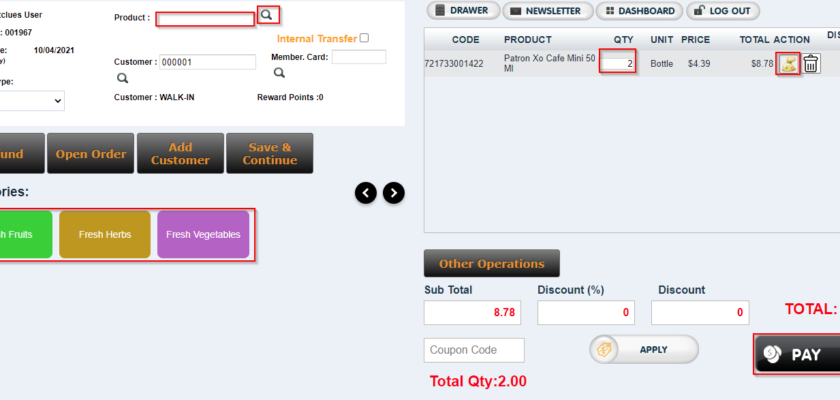 clues User
Product :
: 001967
Internal Transfer
e: 10/04/2021
y)
Customer : 000001
Member. Card:
ype:
Customer : WALK-IN
Reward Points :0
und
Open Order
Add Customer
Save & Continue
ries:
h Fruits
Fresh Herbs
Fresh Vegetables
DRAWER
NEWSLETTER
DASHBOARD
LOG OUT
CODE PRODUCT QTY UNIT PRICE TOTAL ACTION DIS
721733001422 Patron Xo Cafe Mini 50 Ml 2 Bottle $4.39 $8.78
Other Operations
Sub Total Discount (%) Discount
8.78 0 0
TOTAL:
Coupon Code
APPLY
PAY
Total Qty:2.00